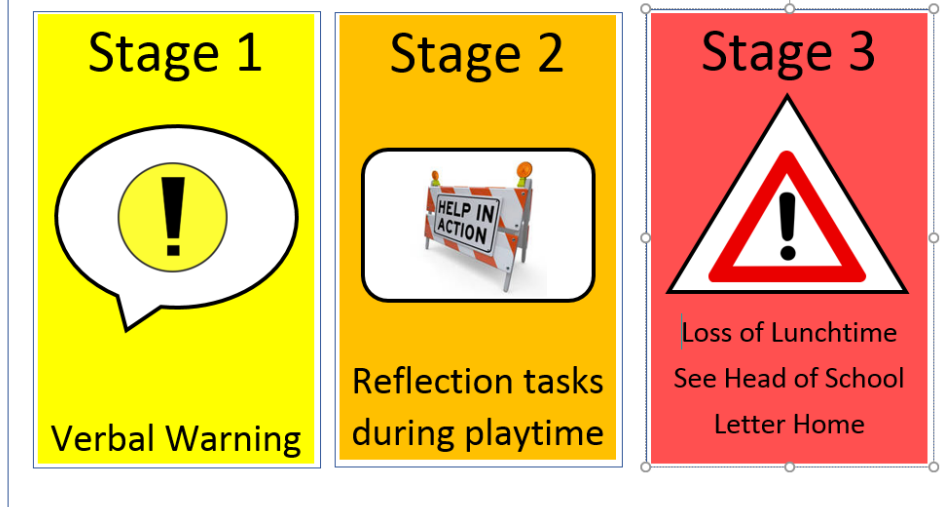 Stage 1
!
Verbal Warning
Stage 2
HELP IN
ACTION
Reflection tasks
during playtime
Stage 3
!
Loss of Lunchtime
See Head of School
Letter Home